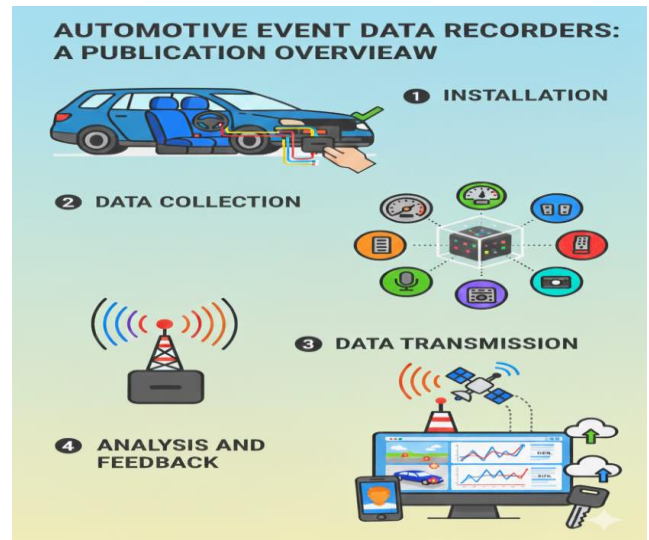 AUTOMOTIVE EVENT DATA RECORDERS:
A PUBLICATION OVERVIEAW
1 INSTALLATION
2 DATA COLLECTION
3 DATA TRANSMISSION
4 ANALYSIS AND
FEEDBACK